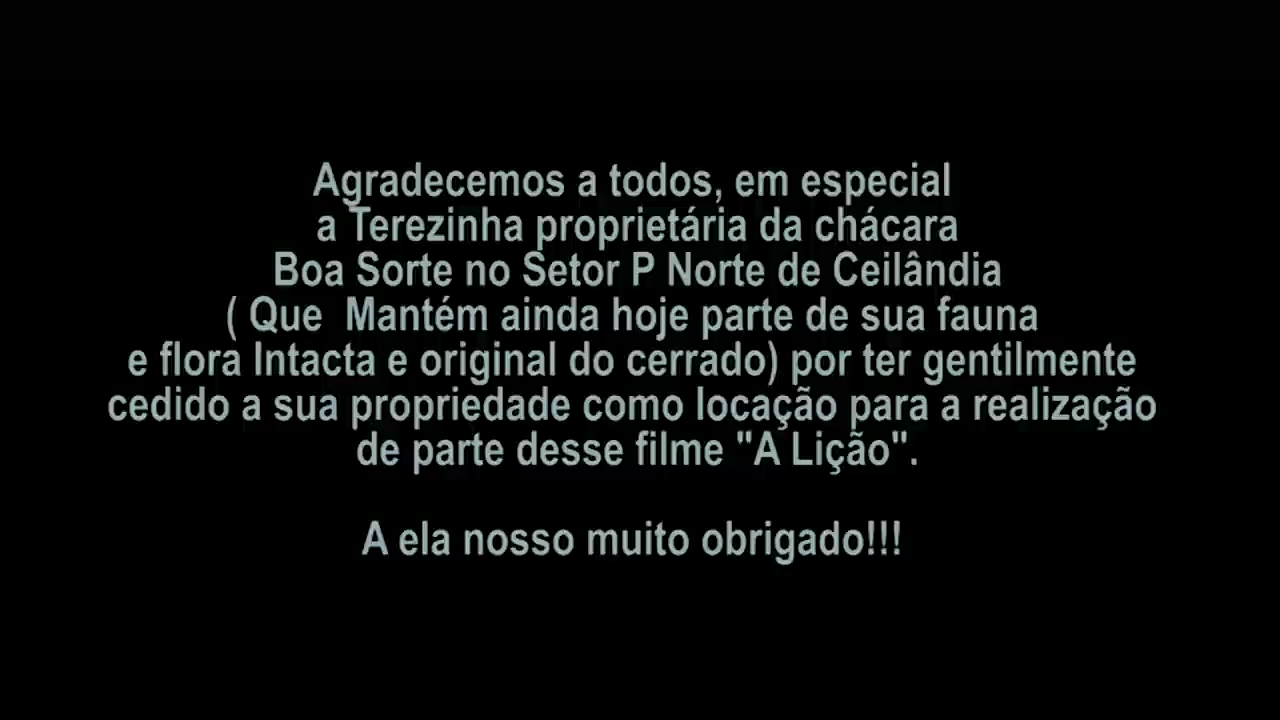 Agradecemos a todos, em especial
a Terezinha proprietária da chácara
Boa Sorte no Setor P Norte de Ceilândia
( Que  Mantém ainda hoje parte de sua fauna
e flora Intacta e original do cerrado) por ter gentilmente
cedido a sua propriedade como locação para a realização
de parte desse filme "A Lição".
A ela nosso muito obrigado!!!